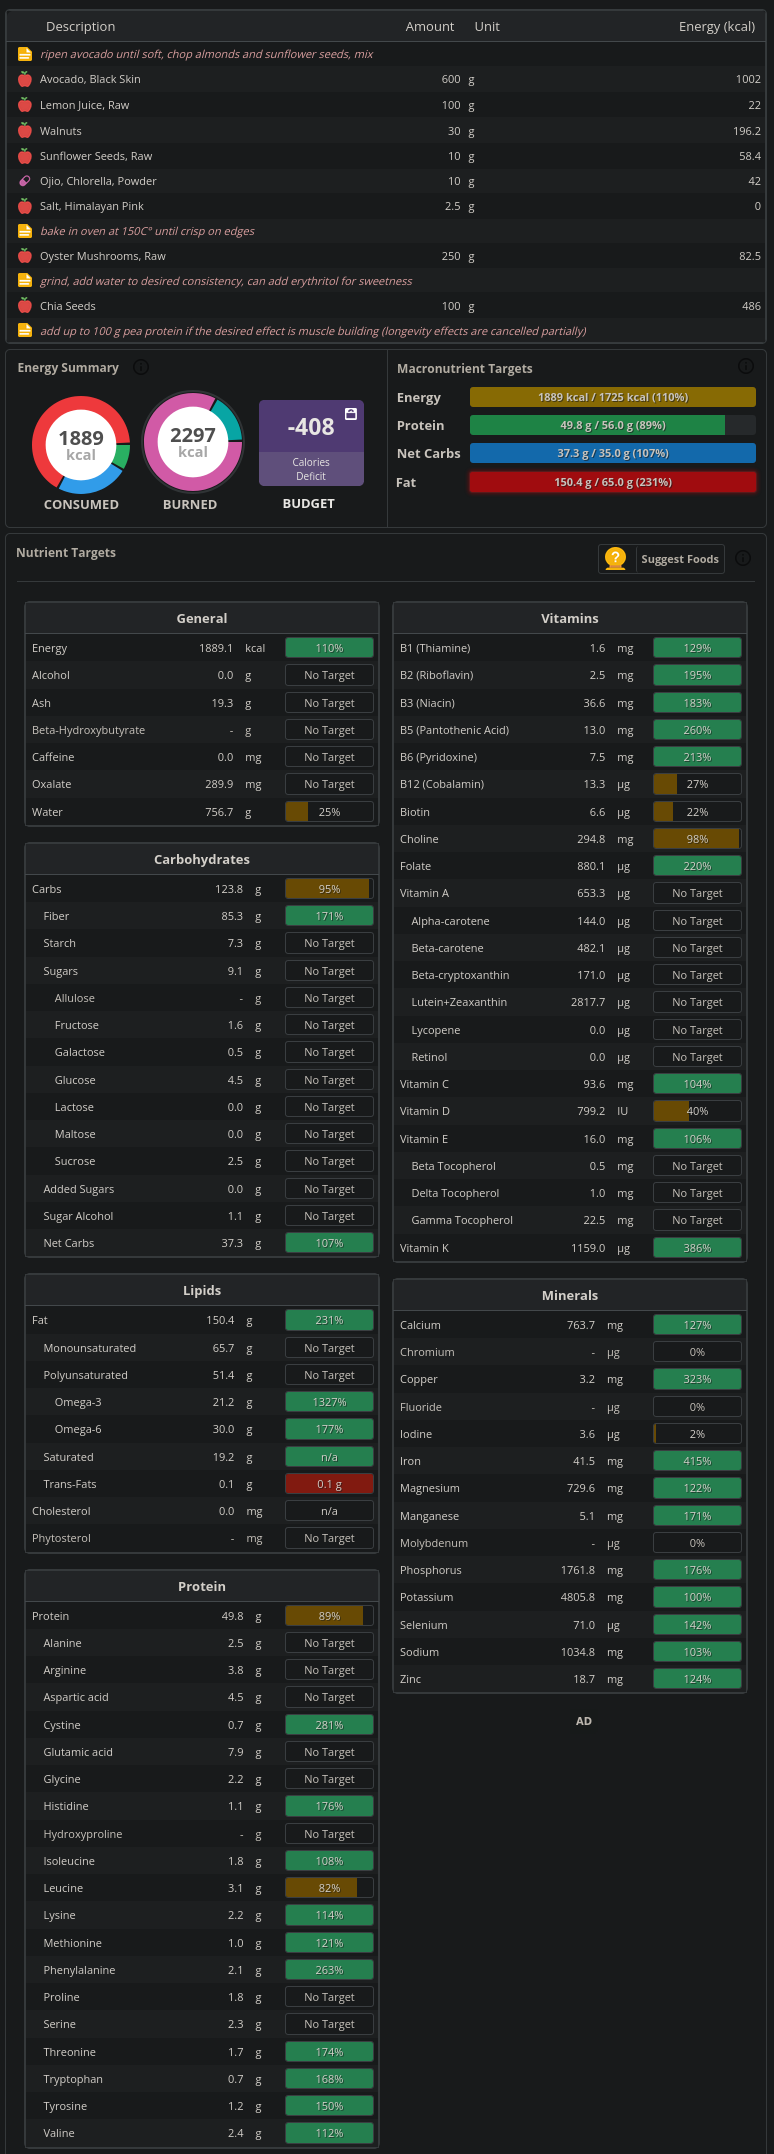 Description Amount Unit Energy (kcal)
ripen avocado until soft, chop almonds and sunflower seeds, mix
Avocado, Black Skin 600 g 1002
Lemon Juice, Raw 100 g 22
Walnuts 30 g 196.2
Sunflower Seeds, Raw 10 g 58.4
Ojio, Chlorella, Powder 10 g 42
Salt, Himalayan Pink 2.5 g 0
bake in oven at 150C° until crisp on edges
Oyster Mushrooms, Raw 250 g 82.5
grind, add water to desired consistency, can add erythritol for sweetness
Chia Seeds 100 g 486
add up to 100 g pea protein if the desired effect is muscle building (longevity effects are cancelled partially)
Energy Summary
1889
kcal
CONSUMED
2297
kcal
BURNED
-408
Calories
Deficit
BUDGET
Macronutrient Targets
Energy 1889 kcal / 1725 kcal (110%)
Protein 49.8 g / 56.0 g (89%)
Net Carbs 37.3 g / 35.0 g (107%)
Fat 150.4 g / 65.0 g (231%)
Nutrient Targets
Suggest Foods
General
Energy 1889.1 kcal 110%
Alcohol 0.0 g No Target
Ash 19.3 g No Target
Beta-Hydroxybutyrate - g No Target
Caffeine 0.0 mg No Target
Oxalate 289.9 mg No Target
Water 756.7 g 25%
Carbohydrates
Carbs 123.8 g 95%
Fiber 85.3 g 171%
Starch 7.3 g No Target
Sugars 9.1 g No Target
Allulose - g No Target
Fructose 1.6 g No Target
Galactose 0.5 g No Target
Glucose 4.5 g No Target
Lactose 0.0 g No Target
Maltose 0.0 g No Target
Sucrose 2.5 g No Target
Added Sugars 0.0 g No Target
Sugar Alcohol 1.1 g No Target
Net Carbs 37.3 g 107%
Lipids
Fat 150.4 g 231%
Monounsaturated 65.7 g No Target
Polyunsaturated 51.4 g No Target
Omega-3 21.2 g 1327%
Omega-6 30.0 g 177%
Saturated 19.2 g n/a
Trans-Fats 0.1 g 0.1 g
Cholesterol 0.0 mg n/a
Phytosterol - mg No Target
Protein
Protein 49.8 g 89%
Alanine 2.5 g No Target
Arginine 3.8 g No Target
Aspartic acid 4.5 g No Target
Cystine 0.7 g 281%
Glutamic acid 7.9 g No Target
Glycine 2.2 g No Target
Histidine 1.1 g 176%
Hydroxyproline - g No Target
Isoleucine 1.8 g 108%
Leucine 3.1 g 82%
Lysine 2.2 g 114%
Methionine 1.0 g 121%
Phenylalanine 2.1 g 263%
Proline 1.8 g No Target
Serine 2.3 g No Target
Threonine 1.7 g 174%
Tryptophan 0.7 g 168%
Tyrosine 1.2 g 150%
Valine 2.4 g 112%
Vitamins
B1 (Thiamine) 1.6 mg 129%
B2 (Riboflavin) 2.5 mg 195%
B3 (Niacin) 36.6 mg 183%
B5 (Pantothenic Acid) 13.0 mg 260%
B6 (Pyridoxine) 7.5 mg 213%
B12 (Cobalamin) 13.3 µg 27%
Biotin 6.6 µg 22%
Choline 294.8 mg 98%
Folate 880.1 µg 220%
Vitamin A 653.3 µg No Target
Alpha-carotene 144.0 µg No Target
Beta-carotene 482.1 µg No Target
Beta-cryptoxanthin 171.0 µg No Target
Lutein+Zeaxanthin 2817.7 µg No Target
Lycopene 0.0 µg No Target
Retinol 0.0 µg No Target
Vitamin C 93.6 mg 104%
Vitamin D 799.2 IU 40%
Vitamin E 16.0 mg 106%
Beta Tocopherol 0.5 mg No Target
Delta Tocopherol 1.0 mg No Target
Gamma Tocopherol 22.5 mg No Target
Vitamin K 1159.0 µg 386%
Minerals
Calcium 763.7 mg 127%
Chromium - µg 0%
Copper 3.2 mg 323%
Fluoride - µg 0%
Iodine 3.6 µg 2%
Iron 41.5 mg 415%
Magnesium 729.6 mg 122%
Manganese 5.1 mg 171%
Molybdenum - µg 0%
Phosphorus 1761.8 mg 176%
Potassium 4805.8 mg 100%
Selenium 71.0 µg 142%
Sodium 1034.8 mg 103%
Zinc 18.7 mg 124%
AD